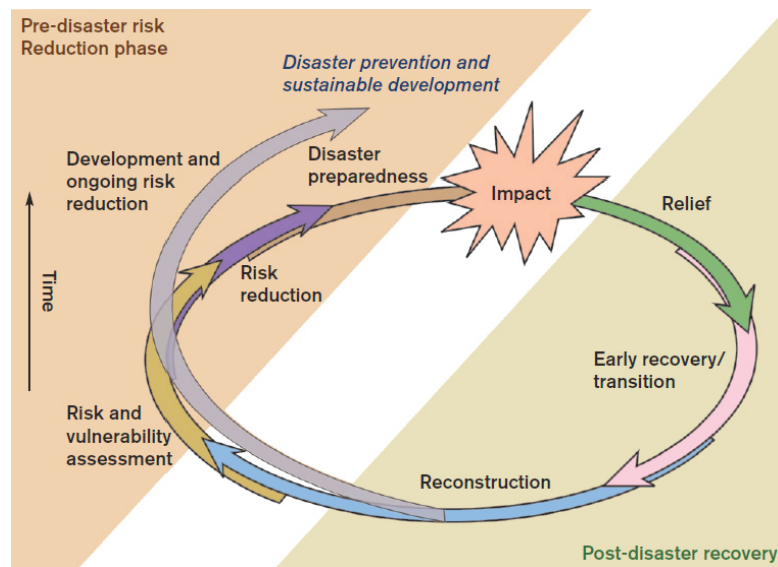 Pre-disaster risk
Reduction phase
Disaster prevention and
sustainable development
Development and
ongoing risk
reduction
Disaster
preparedness
Impact
Relief
Time
Risk
reduction
Early recovery/
transition
Risk and
vulnerability
assessment
Reconstruction
Post-disaster recovery